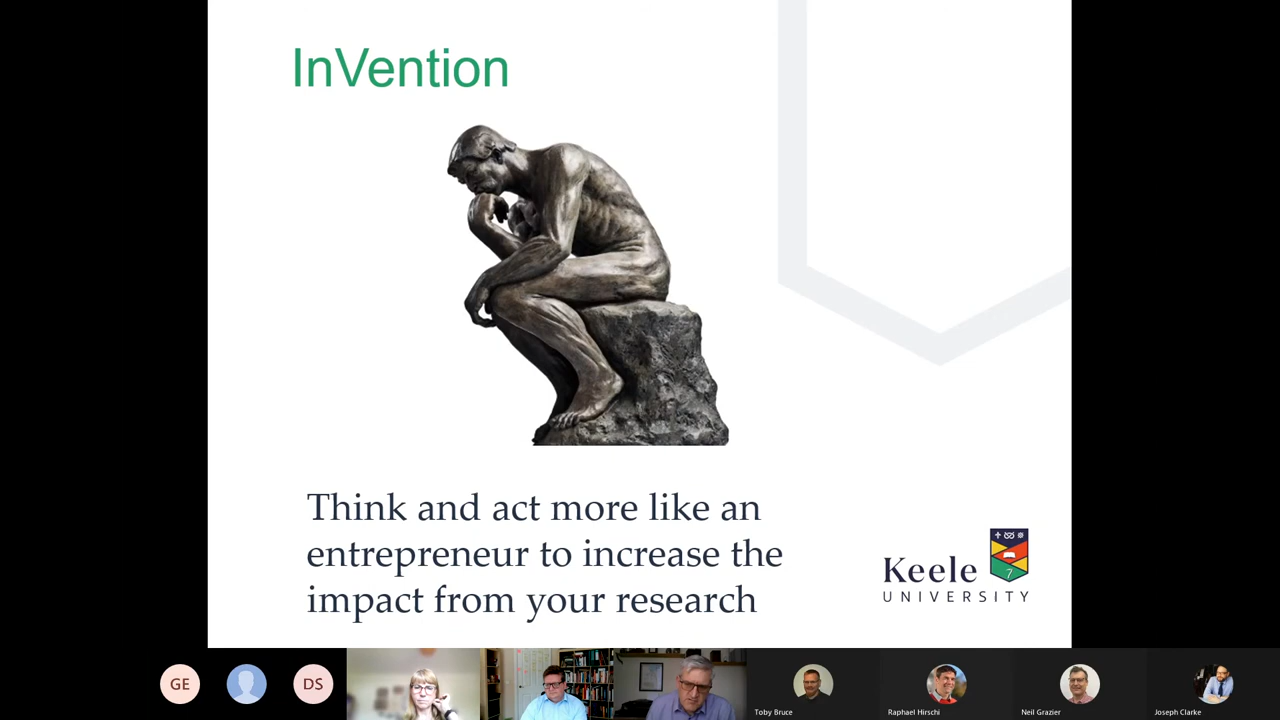 InVention
Think and act more like an
entrepreneur to increase the
impact from your research
Keele
UNIVERSITY
GE
DS
Toby Bruce
Raphael Hirschi
Neil Grazier
Joseph Clarke